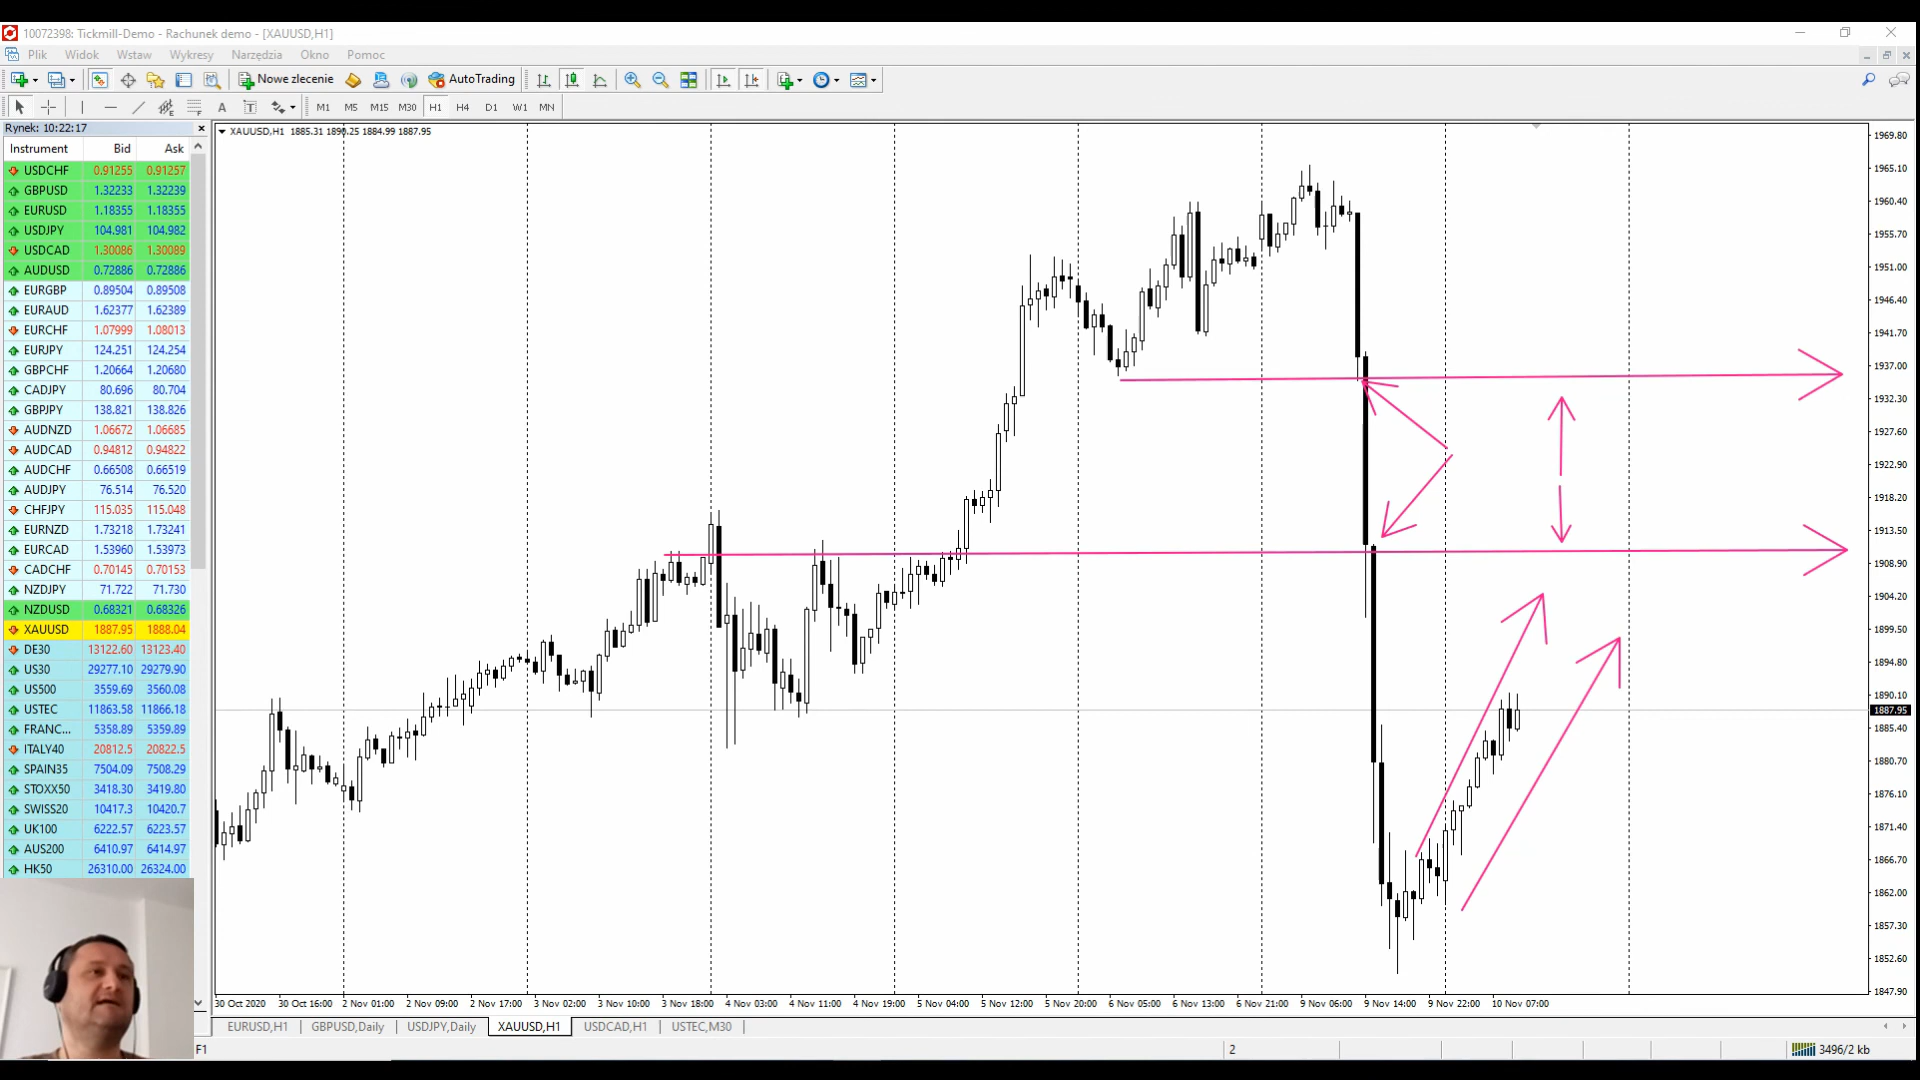 10072398: Tickmill-Demo - Rachunek demo - [XAUUSD,H1]
Plik Widok Wstaw Wykresy Narzędzia Okno Pomoc
Nowe zlecenie AutoTrading
A T M1 M5 M15 M30 H1 H4 D1 W1 MN
Rynek: 10:22:17
Instrument Bid Ask
USDCHF 0.91255 0.91257
GBPUSD 1.32233 1.32239
EURUSD 1.18355 1.18355
USDJPY 104.981 104.982
USDCAD 1.30086 1.30089
AUDUSD 0.72886 0.72886
EURGBP 0.89504 0.89508
EURAUD 1.62377 1.62389
EURCHF 1.07999 1.08013
EURJPY 124.251 124.254
GBPCHF 1.20664 1.20680
CADJPY 80.696 80.704
GBPJPY 138.821 138.826
AUDNZD 1.06672 1.06685
AUDCAD 0.94812 0.94822
AUDCHF 0.66508 0.66519
AUDJPY 76.514 76.520
CHFJPY 115.035 115.048
EURNZD 1.73218 1.73241
EURCAD 1.53960 1.53973
CADCHF 0.70145 0.70153
NZDJPY 71.722 71.730
NZDUSD 0.68321 0.68326
XAUUSD 1887.95 1888.04
DE30 13122.60 13123.40
US30 29277.10 29279.90
US500 3559.69 3560.08
USTEC 11863.58 11866.18
FRANC... 5358.89 5359.89
ITALY40 20812.5 20822.5
SPAIN35 7504.09 7508.29
STOXX50 3418.30 3419.80
SWISS20 10417.3 10420.7
UK100 6222.57 6223.57
AUS200 6410.97 6414.97
HK50 26310.00 26324.00
XAUUSD,H1 1885.31 1890.25 1884.99 1887.95
1969.80
1965.10
1960.40
1955.70
1951.00
1946.40
1941.70
1937.00
1932.30
1927.60
1922.90
1918.20
1913.50
1908.90
1904.20
1899.50
1894.80
1890.10
1887.95
1885.40
1880.70
1876.10
1871.40
1866.70
1862.00
1857.30
1852.60
1847.90
30 Oct 2020 30 Oct 16:00 2 Nov 01:00 2 Nov 09:00 2 Nov 17:00 3 Nov 02:00 3 Nov 10:00 3 Nov 18:00 4 Nov 03:00 4 Nov 11:00 4 Nov 19:00 5 Nov 04:00 5 Nov 12:00 5 Nov 20:00 6 Nov 05:00 6 Nov 13:00 6 Nov 21:00 9 Nov 06:00 9 Nov 14:00 9 Nov 22:00 10 Nov 07:00
EURUSD,H1 GBPUSD,Daily USDJPY,Daily XAUUSD,H1 USDCAD,H1 USTEC,M30
F1 2 3496/2 kb